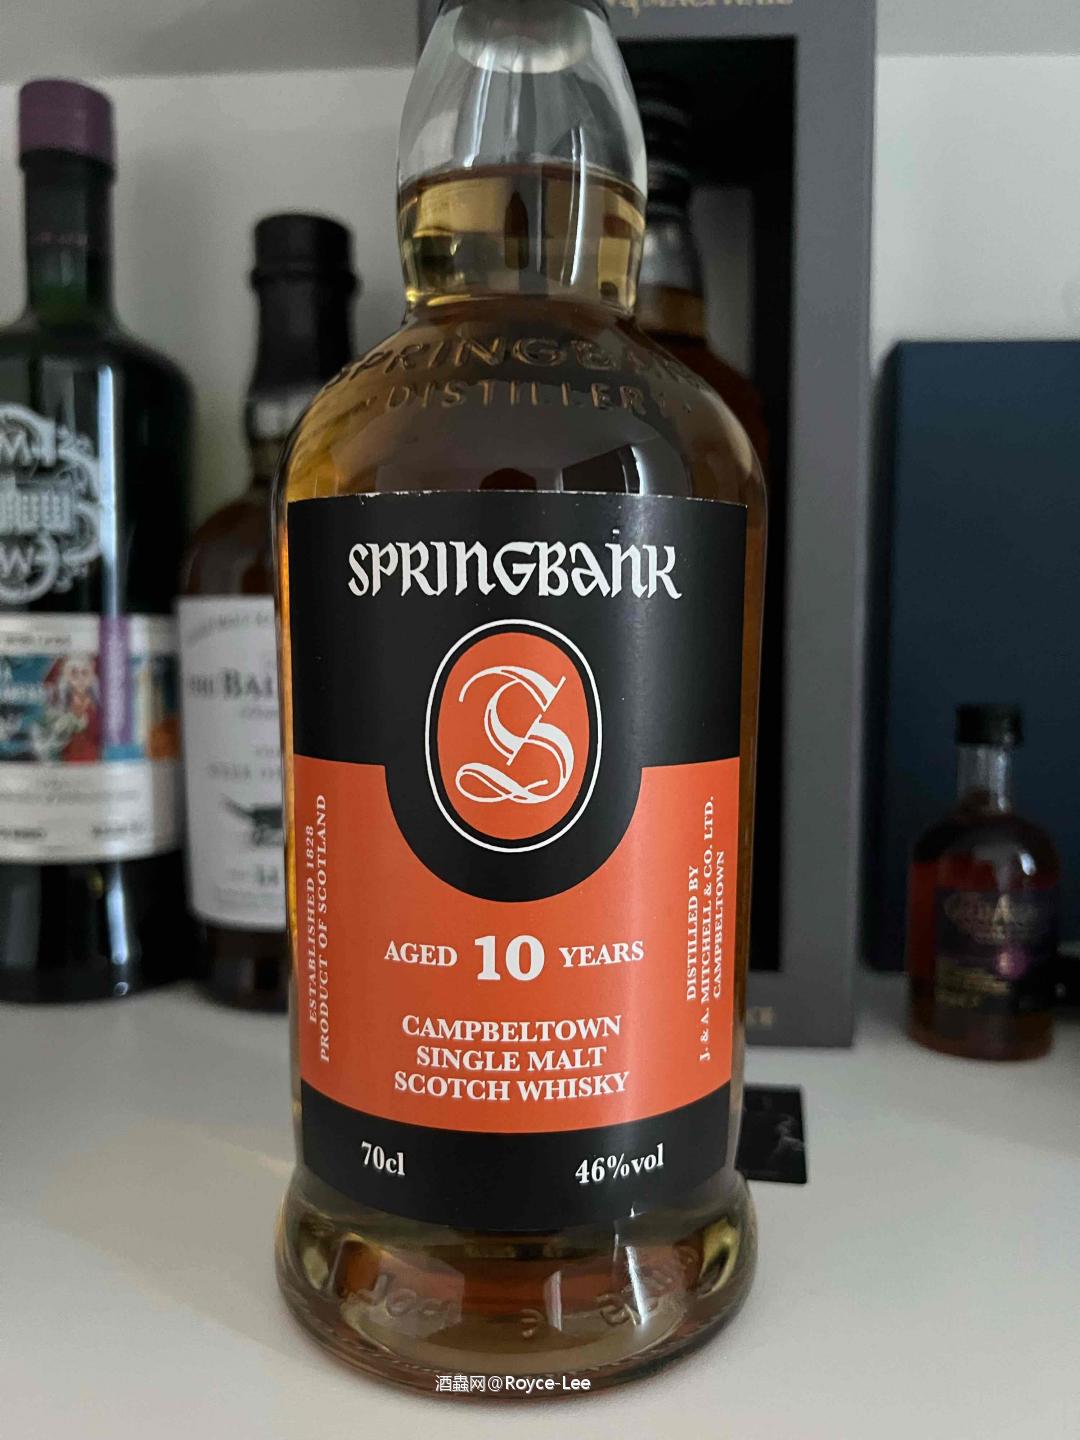 SPRINGBANK
DISTILLERY
SPRINGBANK
S
ESTABLISHED 1828
PRODUCT OF SCOTLAND
AGED 10 YEARS
CAMPBELTOWN
SINGLE MALT
SCOTCH WHISKY
DISTILLED BY
J. & A. MITCHELL & CO. LTD.
CAMPBELTOWN
70cl
46%vol
酒蟲网@Royce-Lee